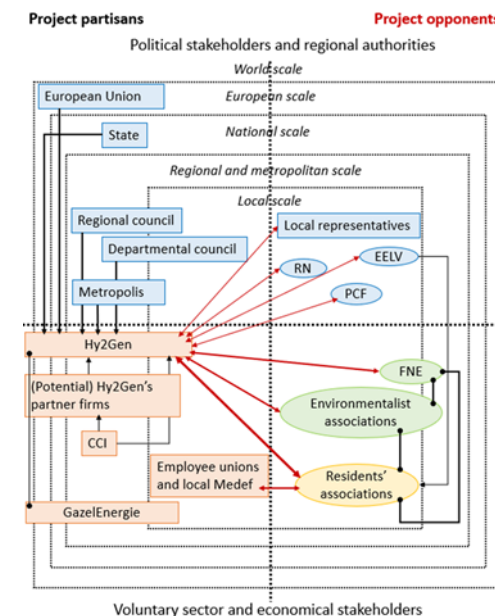 Project partisans
Project opponents
Political stakeholders and regional authorities
World scale
European Union
European scale
State
National scale
Regional and metropolitan scale
Local scale
Regional council
Local representatives
Departmental council
EELV
RN
Metropolis
PCF
Hy2Gen
FNE
(Potential) Hy2Gen's
partner firms
Environmentalist
associations
CCI
Employee unions
and local Medef
Residents'
associations
GazelEnergie
Voluntary sector and economical stakeholders